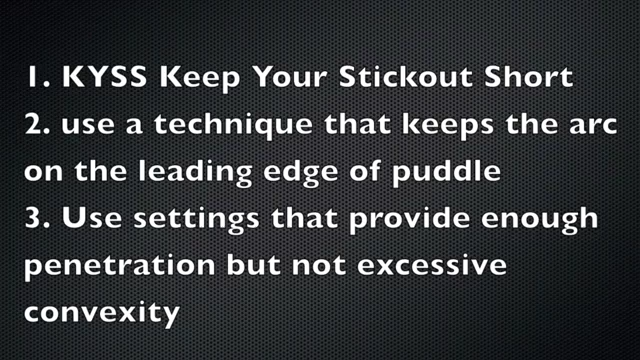 1. KYSS Keep Your Stickout Short
2. use a technique that keeps the arc
on the leading edge of puddle
3. Use settings that provide enough
penetration but not excessive
convexity